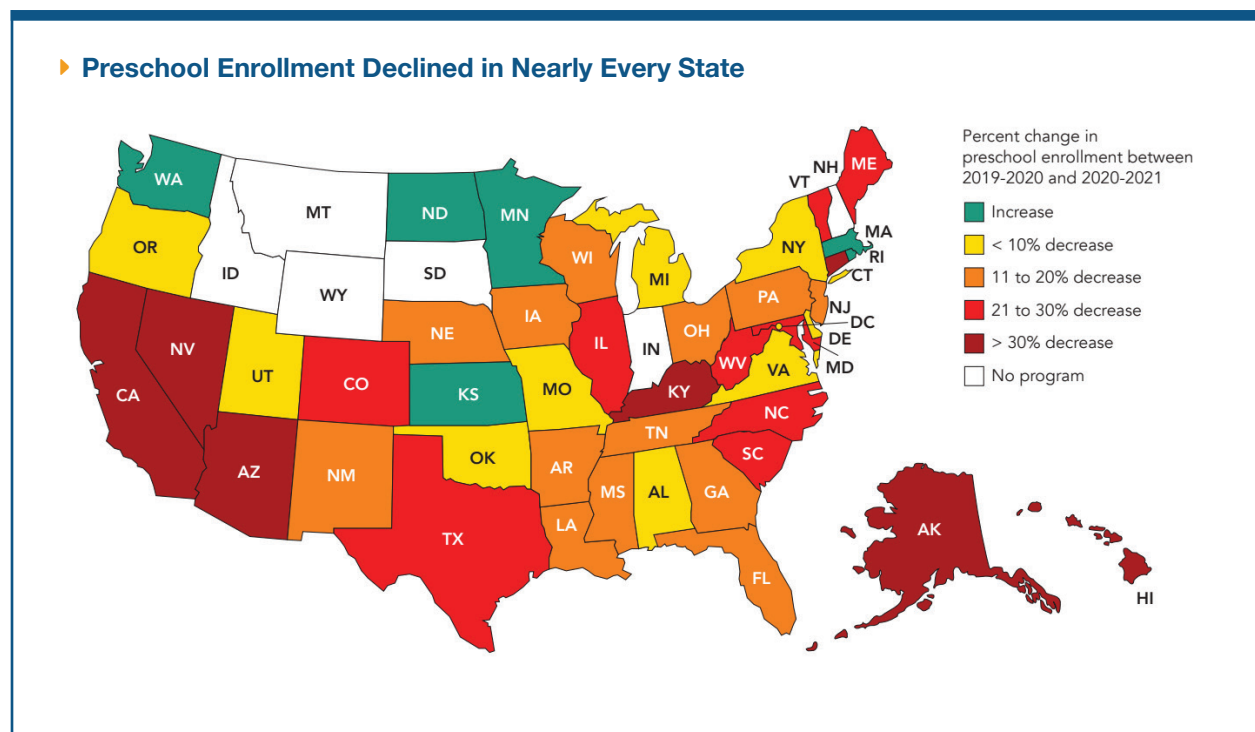 Preschool Enrollment Declined in Nearly Every State
Percent change in
preschool enrollment between
2019-2020 and 2020-2021
Increase
< 10% decrease
11 to 20% decrease
21 to 30% decrease
> 30% decrease
No program
WA
MT
ND
MN
OR
ID
WY
SD
WI
MI
NY
VT
NH
ME
MA
RI
CT
NV
UT
CO
NE
IA
IL
IN
OH
PA
NJ
DC
DE
MD
CA
AZ
NM
KS
MO
KY
WV
VA
OK
AR
TN
NC
SC
TX
LA
MS
AL
GA
FL
AK
HI